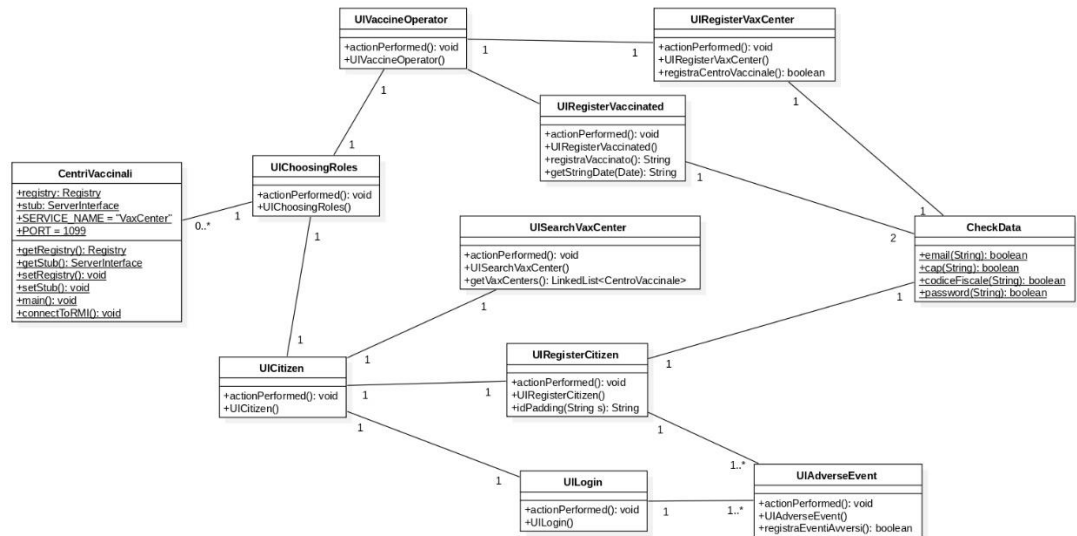 UIVaccineOperator
+actionPerformed(): void
+UIVaccineOperator()
1
1
1
1
UIRegisterVaxCenter
+actionPerformed(): void
+UIRegisterVaxCenter()
+registraCentroVaccinale(): boolean
1
1
UIRegisterVaccinated
+actionPerformed(): void
+UIRegisterVaccinated()
+registraVaccinato(): String
+getStringDate(Date): String
1
2
CentriVaccinali
+registry: Registry
+stub: ServerInterface
+SERVICE_NAME = "VaxCenter"
+PORT = 1099
+getRegistry(): Registry
+getStub(): ServerInterface
+setRegistry(): void
+setStub(): void
+main(): void
+connectToRMI(): void
0..*
1
UIChoosingRoles
+actionPerformed(): void
+UIChoosingRoles()
1
1
UISearchVaxCenter
+actionPerformed(): void
+UISearchVaxCenter()
+getVaxCenters(): LinkedList<CentroVaccinale>
1
1
CheckData
+email(String): boolean
+cap(String): boolean
+codiceFiscale(String): boolean
+password(String): boolean
1
1
UICitizen
+actionPerformed(): void
+UICitizen()
1
1
UIRegisterCitizen
+actionPerformed(): void
+UIRegisterCitizen()
+idPadding(String s): String
1
1..*
1
1
UILogin
+actionPerformed(): void
+UILogin()
1
1..*
UIAdverseEvent
+actionPerformed(): void
+UIAdverseEvent()
+registraEventiAvversi(): boolean